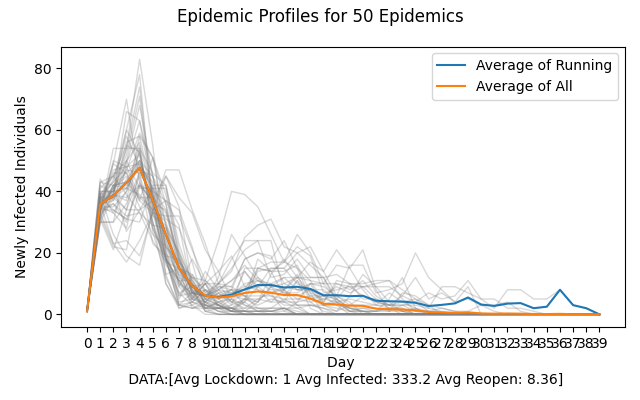 Epidemic Profiles for 50 Epidemics
Average of Running
Average of All
80
60
40
20
0
Newly Infected Individuals
0 1 2 3 4 5 6 7 8 9 10 11 12 13 14 15 16 17 18 19 20 21 22 23 24 25 26 27 28 29 30 31 32 33 34 35 36 37 38 39
Day
DATA:[Avg Lockdown: 1 Avg Infected: 333.2 Avg Reopen: 8.36]